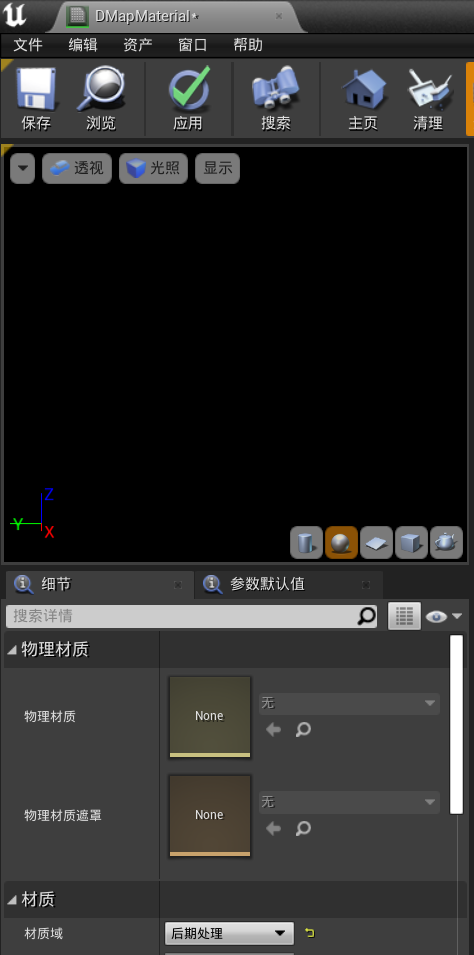 DMapMaterial*
文件 编辑 资产 窗口 帮助
保存 浏览 应用 搜索 主页 清理
透视 光照 显示
Z
Y
X
细节 参数默认值
搜索详情
物理材质
物理材质 None 无
物理材质遮罩 None 无
材质
材质域 后期处理